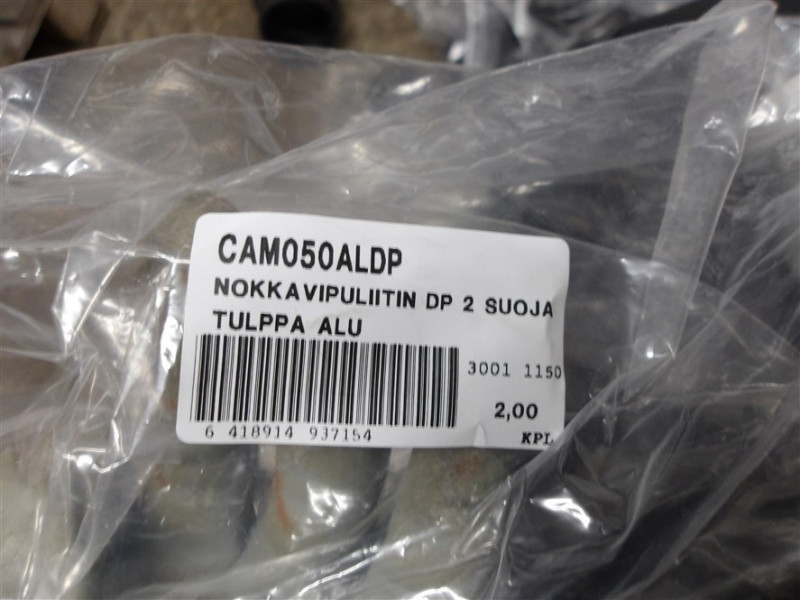 CAM050ALDP
NOKKAVIPULIITIN DP 2 SUOJA
TULPPA ALU
3001 1150
2,00
6 418914 937154
KPL